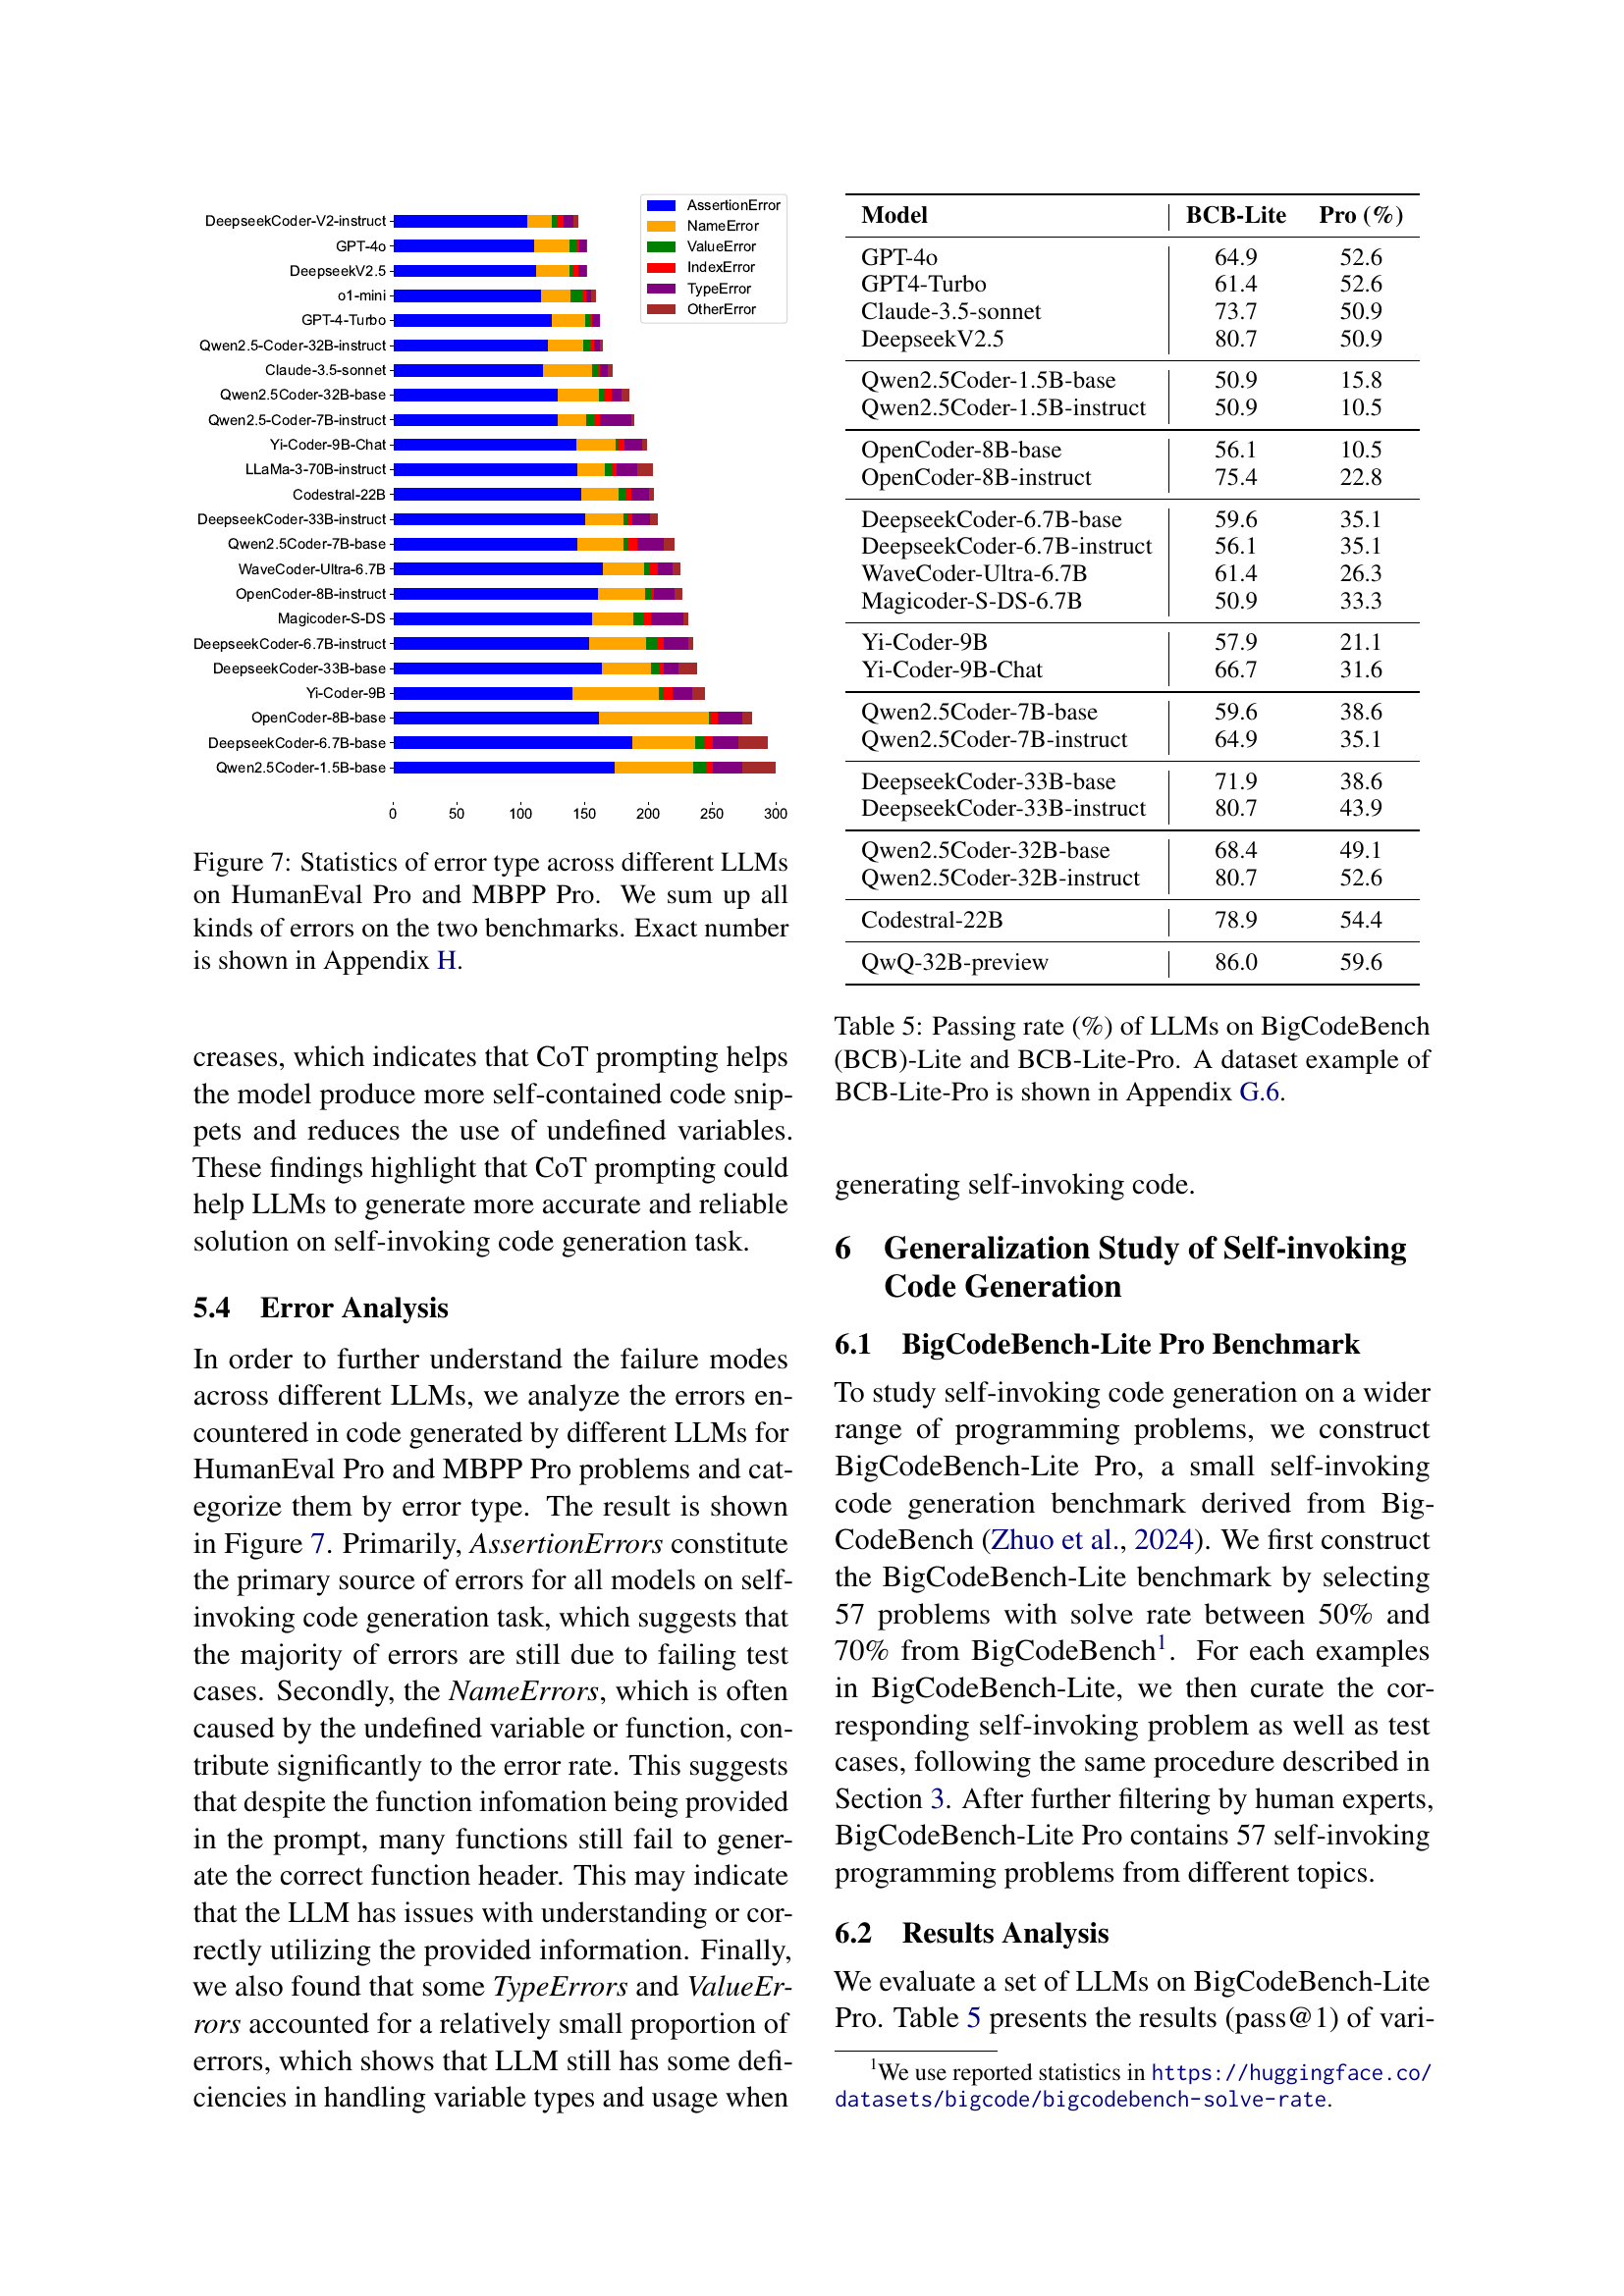 DeepseekCoder-V2-instruct
GPT-4o
DeepseekV2.5
o1-mini
GPT-4-Turbo
Qwen2.5-Coder-32B-instruct
Claude-3.5-sonnet
Qwen2.5Coder-32B-base
Qwen2.5-Coder-7B-instruct
Yi-Coder-9B-Chat
LLaMa-3-70B-instruct
Codestral-22B
DeepseekCoder-33B-instruct
Qwen2.5Coder-7B-base
WaveCoder-Ultra-6.7B
OpenCoder-8B-instruct
Magicoder-S-DS
DeepseekCoder-6.7B-instruct
DeepseekCoder-33B-base
Yi-Coder-9B
OpenCoder-8B-base
DeepseekCoder-6.7B-base
Qwen2.5Coder-1.5B-base
0 50 100 150 200 250 300
AssertionError
NameError
ValueError
IndexError
TypeError
OtherError
Figure 7: Statistics of error type across different LLMs
on HumanEval Pro and MBPP Pro. We sum up all
kinds of errors on the two benchmarks. Exact number
is shown in Appendix H.
creases, which indicates that CoT prompting helps
the model produce more self-contained code snip-
pets and reduces the use of undefined variables.
These findings highlight that CoT prompting could
help LLMs to generate more accurate and reliable
solution on self-invoking code generation task.
5.4 Error Analysis
In order to further understand the failure modes
across different LLMs, we analyze the errors en-
countered in code generated by different LLMs for
HumanEval Pro and MBPP Pro problems and cat-
egorize them by error type. The result is shown
in Figure 7. Primarily, AssertionErrors constitute
the primary source of errors for all models on self-
invoking code generation task, which suggests that
the majority of errors are still due to failing test
cases. Secondly, the NameErrors, which is often
caused by the undefined variable or function, con-
tribute significantly to the error rate. This suggests
that despite the function infomation being provided
in the prompt, many functions still fail to gener-
ate the correct function header. This may indicate
that the LLM has issues with understanding or cor-
rectly utilizing the provided information. Finally,
we also found that some TypeErrors and ValueEr-
rors accounted for a relatively small proportion of
errors, which shows that LLM still has some defi-
ciencies in handling variable types and usage when
Model BCB-Lite Pro (%)
GPT-4o 64.9 52.6
GPT4-Turbo 61.4 52.6
Claude-3.5-sonnet 73.7 50.9
DeepseekV2.5 80.7 50.9
Qwen2.5Coder-1.5B-base 50.9 15.8
Qwen2.5Coder-1.5B-instruct 50.9 10.5
OpenCoder-8B-base 56.1 10.5
OpenCoder-8B-instruct 75.4 22.8
DeepseekCoder-6.7B-base 59.6 35.1
DeepseekCoder-6.7B-instruct 56.1 35.1
WaveCoder-Ultra-6.7B 61.4 26.3
Magicoder-S-DS-6.7B 50.9 33.3
Yi-Coder-9B 57.9 21.1
Yi-Coder-9B-Chat 66.7 31.6
Qwen2.5Coder-7B-base 59.6 38.6
Qwen2.5Coder-7B-instruct 64.9 35.1
DeepseekCoder-33B-base 71.9 38.6
DeepseekCoder-33B-instruct 80.7 43.9
Qwen2.5Coder-32B-base 68.4 49.1
Qwen2.5Coder-32B-instruct 80.7 52.6
Codestral-22B 78.9 54.4
QwQ-32B-preview 86.0 59.6
Table 5: Passing rate (%) of LLMs on BigCodeBench
(BCB)-Lite and BCB-Lite-Pro. A dataset example of
BCB-Lite-Pro is shown in Appendix G.6.
generating self-invoking code.
6 Generalization Study of Self-invoking
Code Generation
6.1 BigCodeBench-Lite Pro Benchmark
To study self-invoking code generation on a wider
range of programming problems, we construct
BigCodeBench-Lite Pro, a small self-invoking
code generation benchmark derived from Big-
CodeBench (Zhuo et al., 2024). We first construct
the BigCodeBench-Lite benchmark by selecting
57 problems with solve rate between 50% and
70% from BigCodeBench1. For each examples
in BigCodeBench-Lite, we then curate the cor-
responding self-invoking problem as well as test
cases, following the same procedure described in
Section 3. After further filtering by human experts,
BigCodeBench-Lite Pro contains 57 self-invoking
programming problems from different topics.
6.2 Results Analysis
We evaluate a set of LLMs on BigCodeBench-Lite
Pro. Table 5 presents the results (pass@1) of vari-
1We use reported statistics in https://huggingface.co/
datasets/bigcode/bigcodebench-solve-rate.